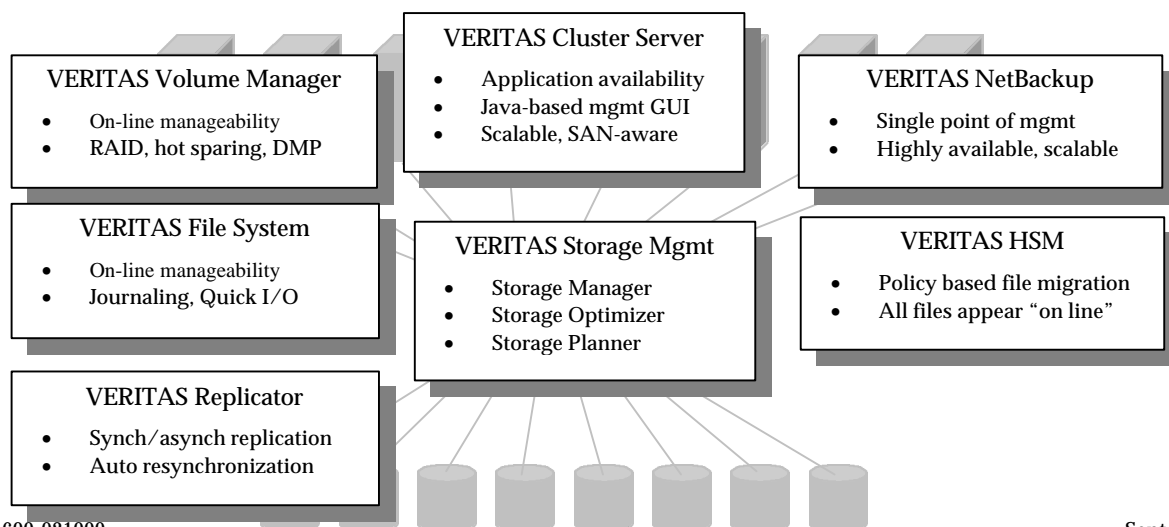 VERITAS Volume Manager
• On-line manageability
• RAID, hot sparing, DMP
VERITAS Cluster Server
• Application availability
• Java-based mgmt GUI
• Scalable, SAN-aware
VERITAS NetBackup
• Single point of mgmt
• Highly available, scalable
VERITAS File System
• On-line manageability
• Journaling, Quick I/O
VERITAS Storage Mgmt
• Storage Manager
• Storage Optimizer
• Storage Planner
VERITAS HSM
• Policy based file migration
• All files appear “on line”
VERITAS Replicator
• Synch/asynch replication
• Auto resynchronization